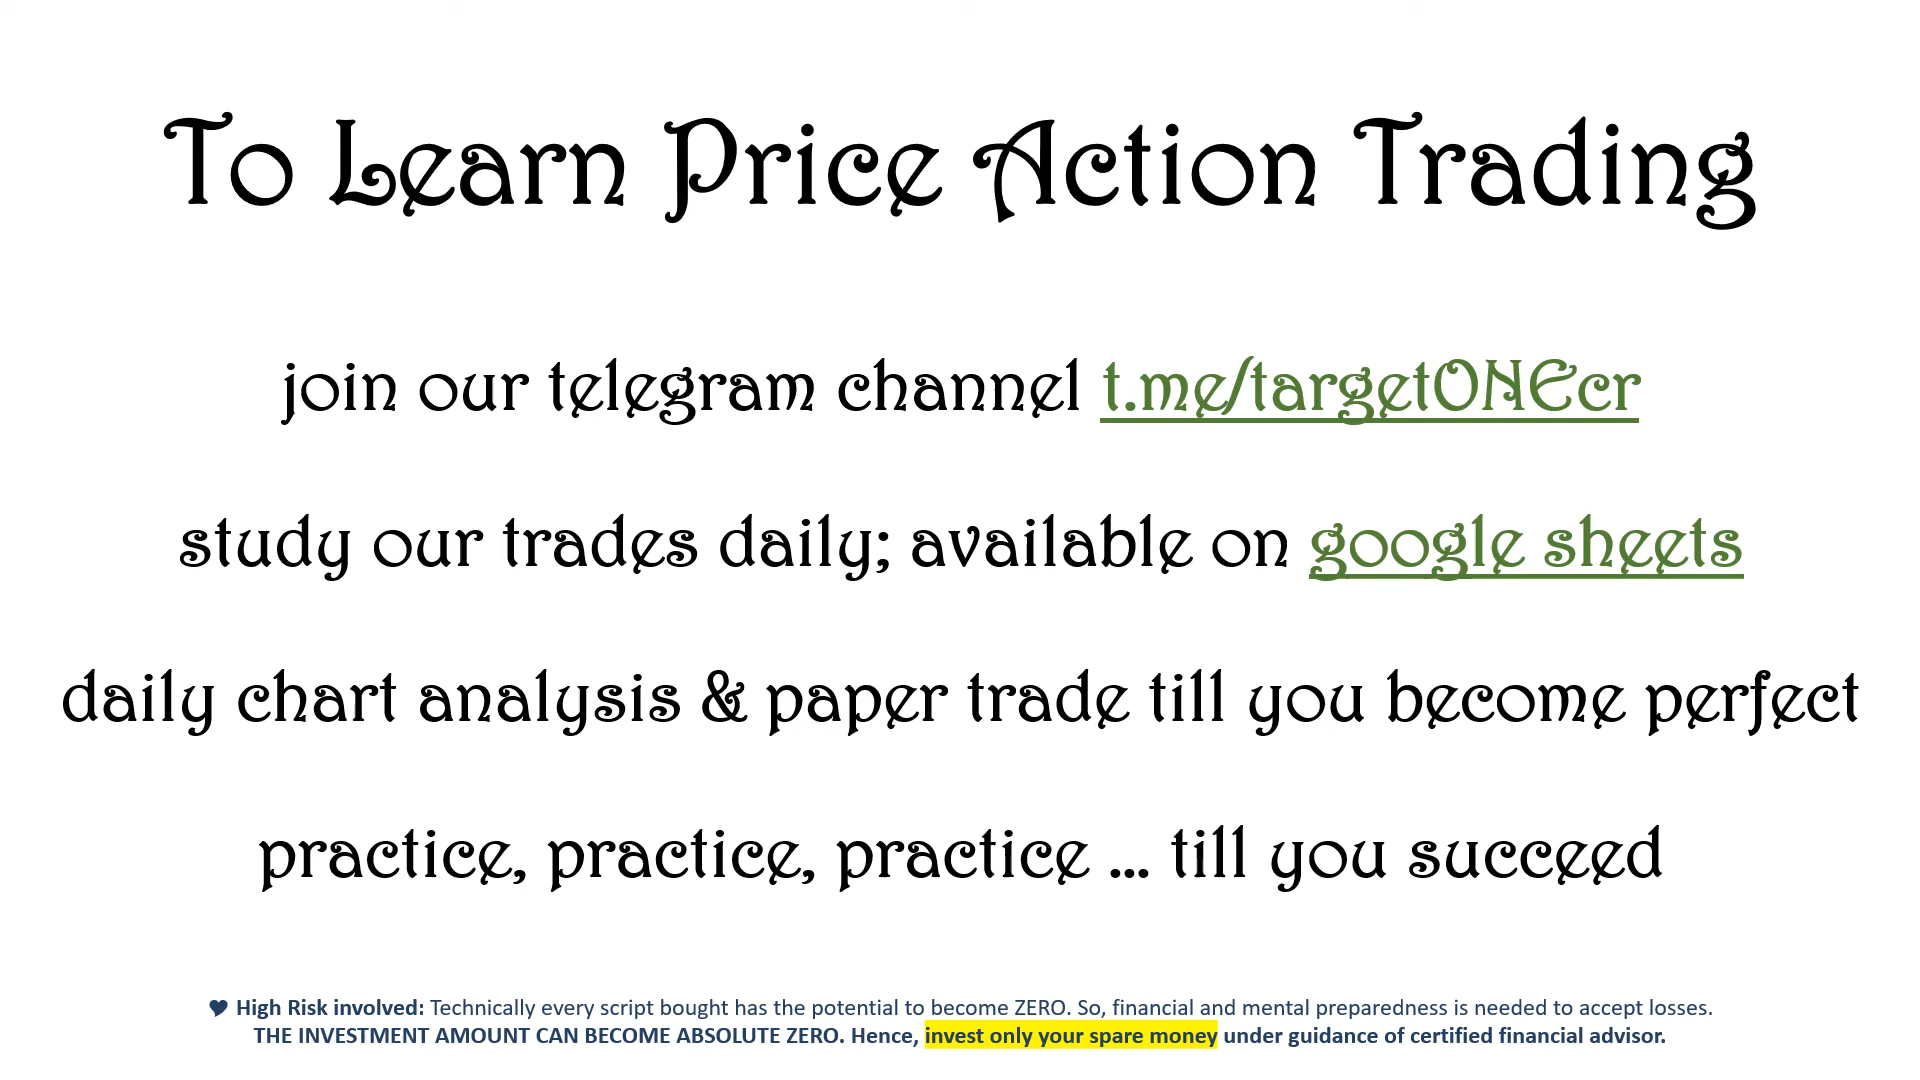 To Learn Price Action Trading
join our telegram channel t.me/targetONEcr
study our trades daily; available on google sheets
daily chart analysis & paper trade till you become perfect
practice, practice, practice ... till you succeed
High Risk involved: Technically every script bought has the potential to become ZERO. So, financial and mental preparedness is needed to accept losses.
THE INVESTMENT AMOUNT CAN BECOME ABSOLUTE ZERO. Hence, invest only your spare money under guidance of certified financial advisor.